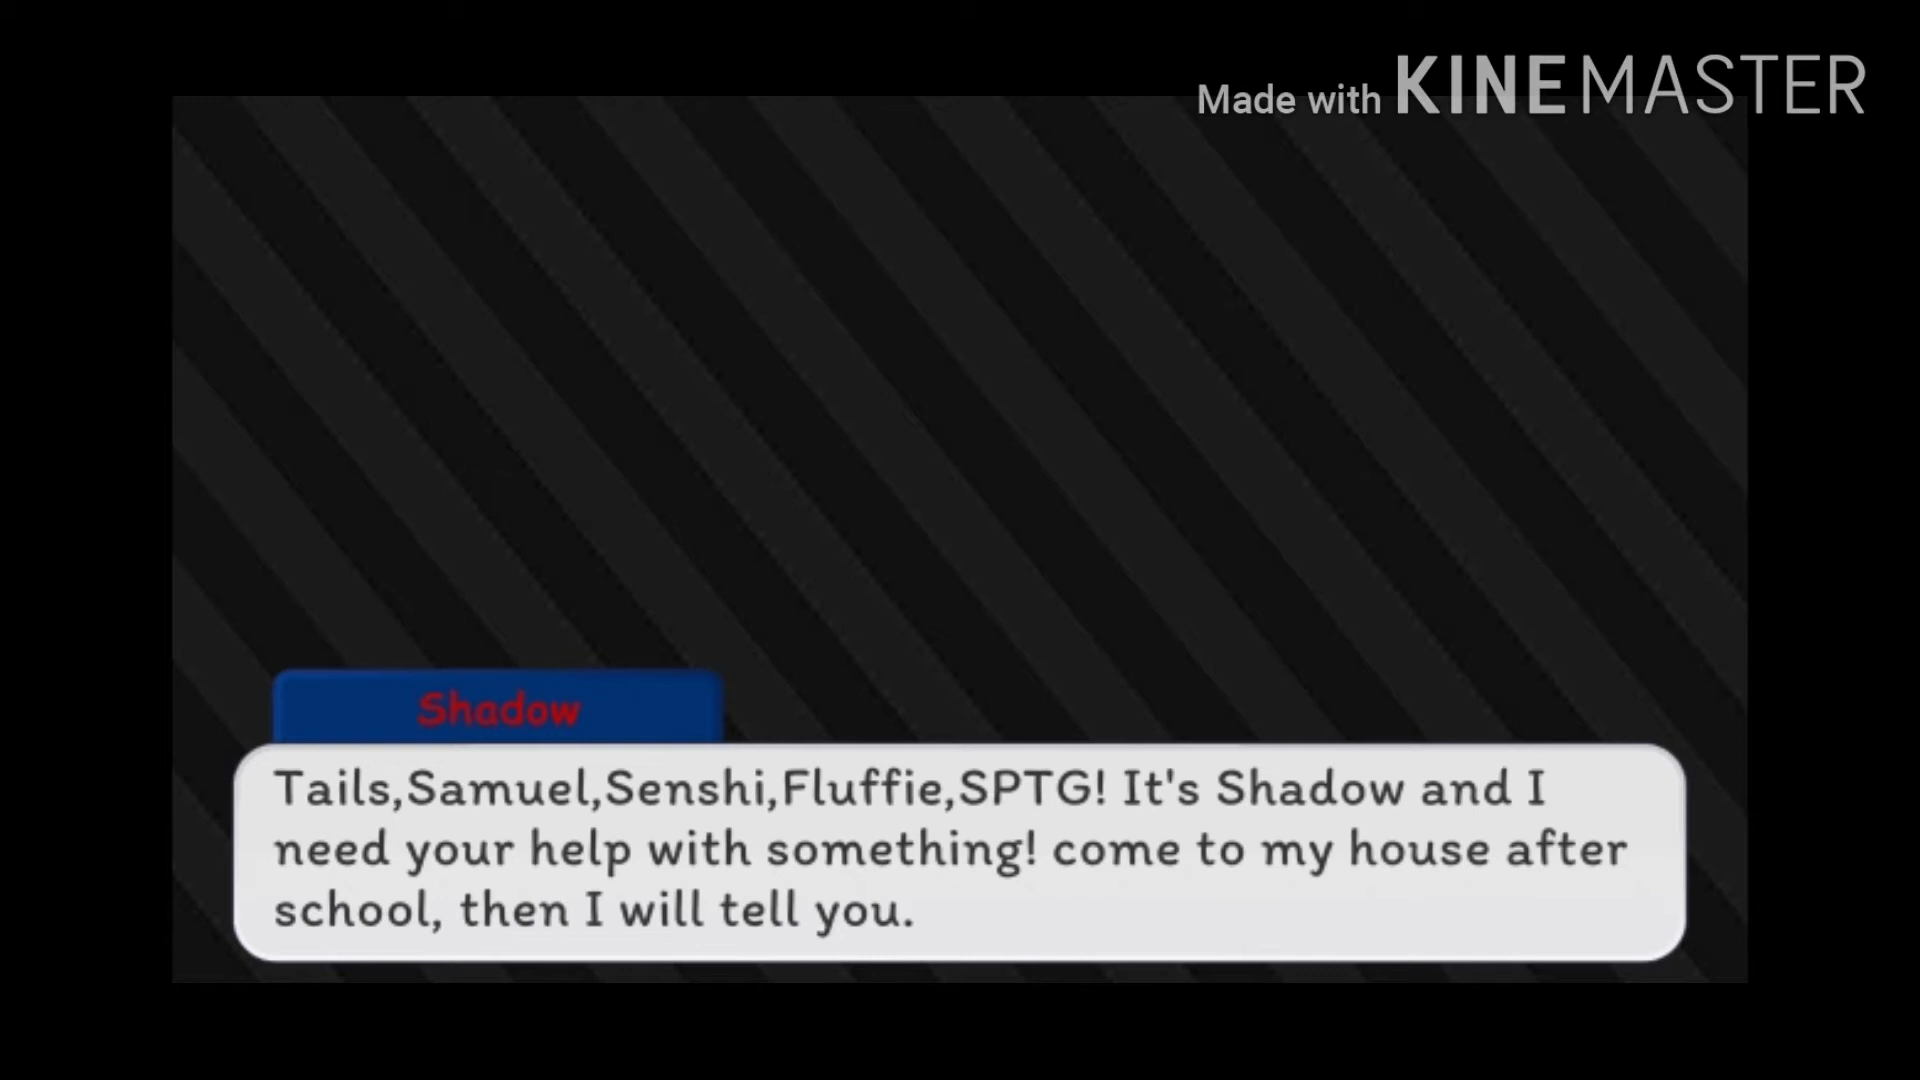 Made with KINEMASTER
Shadow
Tails,Samuel,Senshi,Fluffie,SPTG! It's Shadow and I
need your help with something! come to my house after
school, then I will tell you.